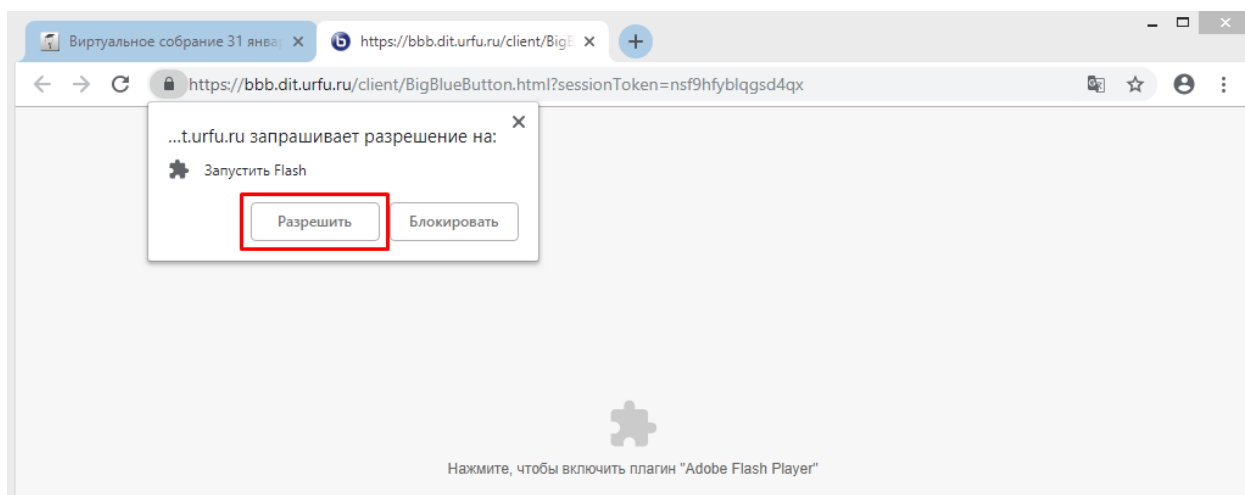 Виртуальное собрание 31 янва
https://bbb.dit.urfu.ru/client/Big
https://bbb.dit.urfu.ru/client/BigBlueButton.html?sessionToken=nsf9hfyblqgsd4qx
...t.urfu.ru запрашивает разрешение на:
Запустить Flash
Разрешить Блокировать
Нажмите, чтобы включить плагин "Adobe Flash Player"